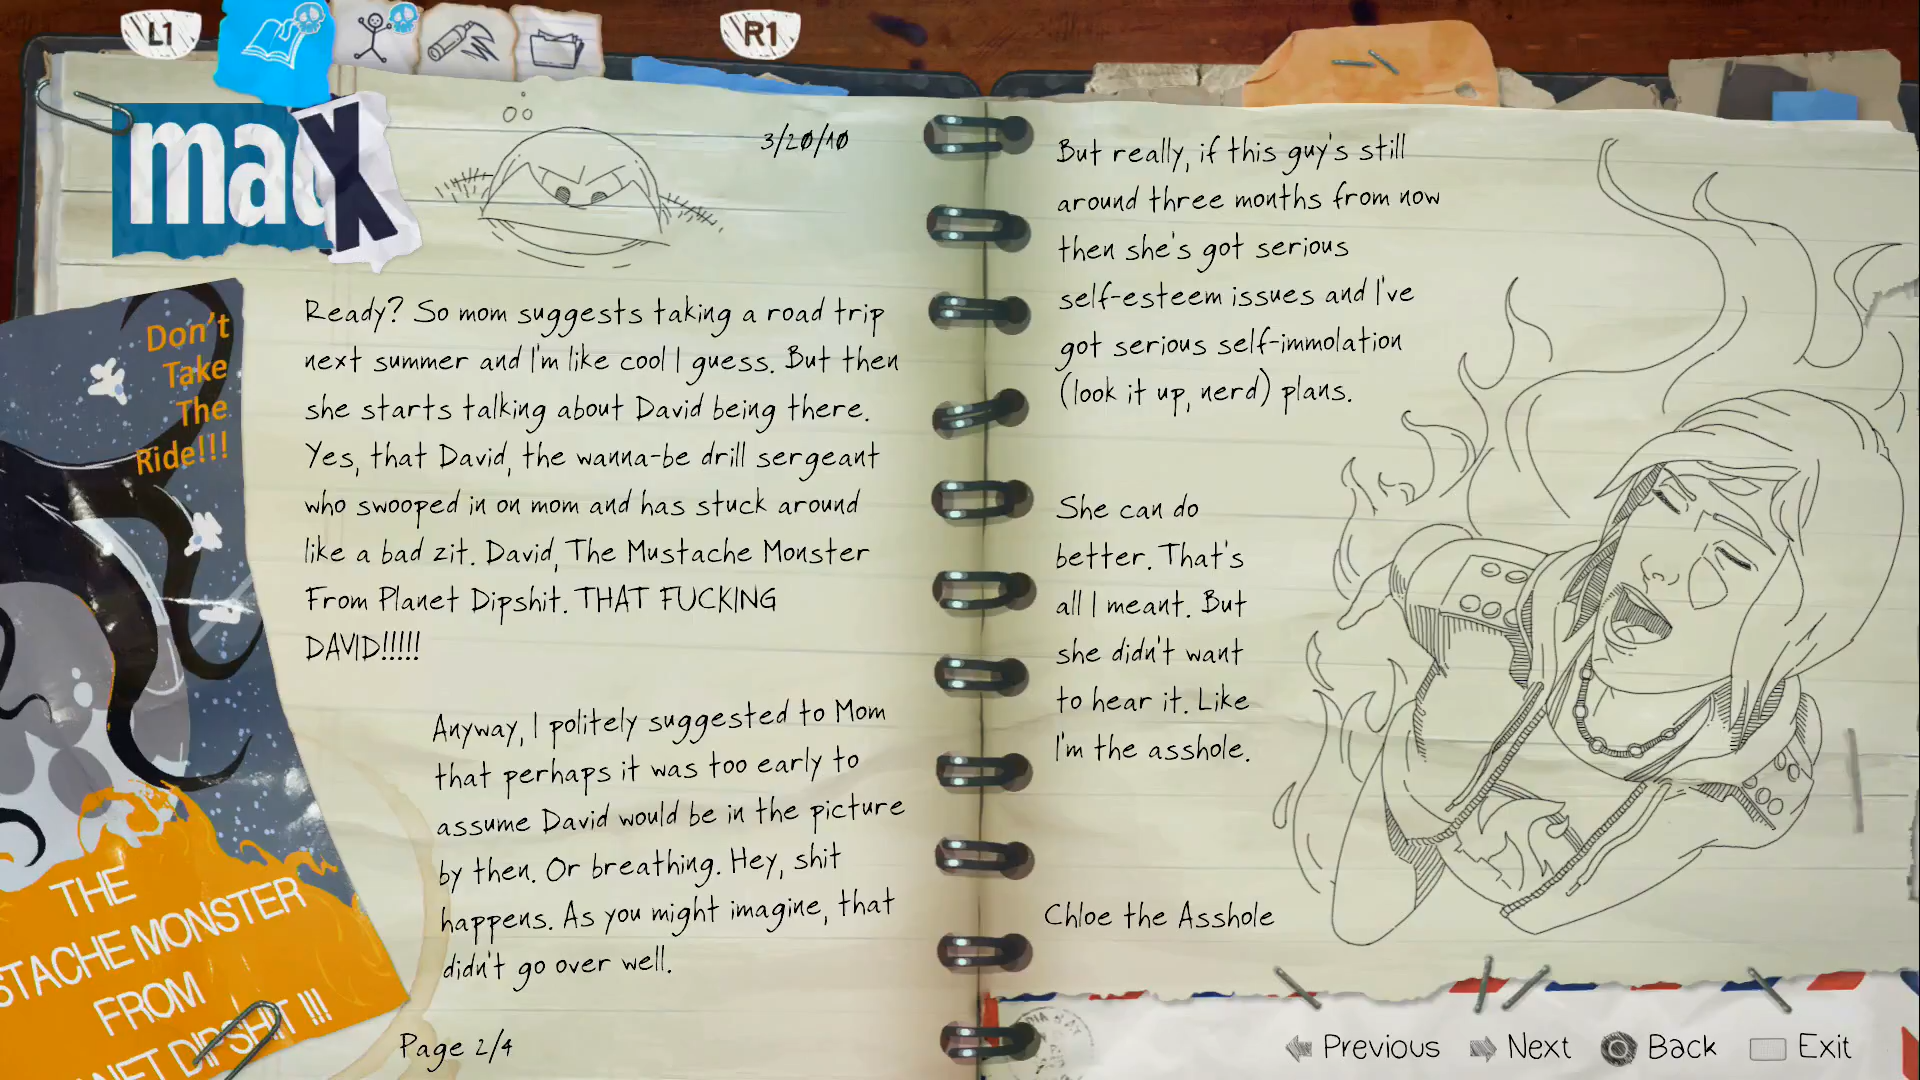 L1
R1
max
3/20/10
Don't
Take
The
Ride!!!
Ready? So mom suggests taking a road trip
next summer and I'm like cool I guess. But then
she starts talking about David being there.
Yes, that David, the wanna-be drill sergeant
who swooped in on mom and has stuck around
like a bad zit. David, The Mustache Monster
From Planet Dipshit. THAT FUCKING
DAVID!!!!!
Anyway, I politely suggested to Mom
that perhaps it was too early to
assume David would be in the picture
by then. Or breathing. Hey, shit
happens. As you might imagine, that
didn't go over well.
THE
STACHE MONSTER
FROM
NET DIPSHIT !!!
Page 2/4
But really, if this guy's still
around three months from now
then she's got serious
self-esteem issues and I've
got serious self-immolation
(look it up, nerd) plans.
She can do
better. That's
all I meant. But
she didn't want
to hear it. Like
I'm the asshole.
Chloe the Asshole
Previous
Next
Back
Exit